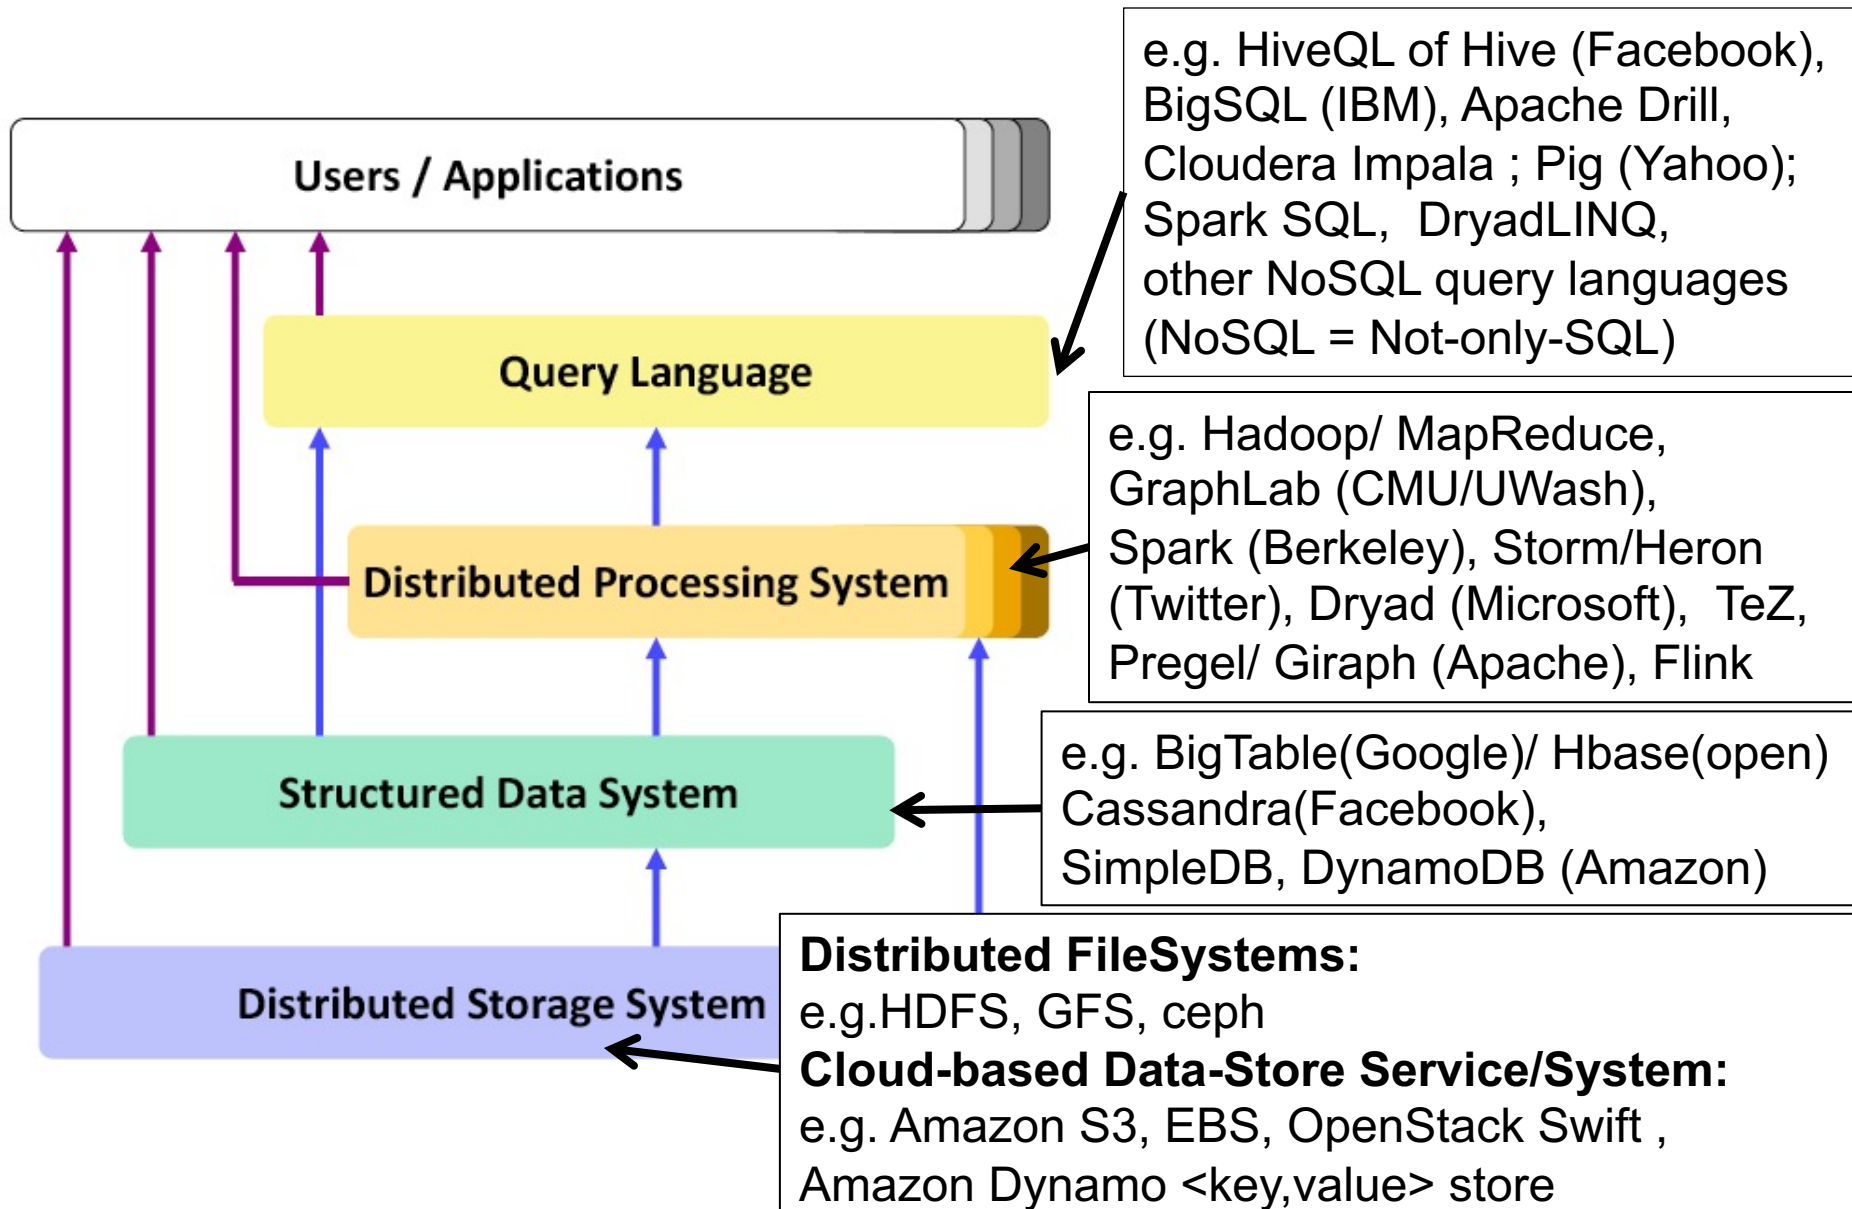 e.g. HiveQL of Hive (Facebook),
BigSQL (IBM), Apache Drill,
Cloudera Impala ; Pig (Yahoo);
Spark SQL, DryadLINQ,
other NoSQL query languages
(NoSQL = Not-only-SQL)
Users / Applications
Query Language
e.g. Hadoop/ MapReduce,
GraphLab (CMU/UWash),
Spark (Berkeley), Storm/Heron
(Twitter), Dryad (Microsoft), TeZ,
Pregel/ Giraph (Apache), Flink
Distributed Processing System
e.g. BigTable(Google)/ Hbase(open)
Cassandra(Facebook),
SimpleDB, DynamoDB (Amazon)
Structured Data System
Distributed Storage System
Distributed FileSystems:
e.g.HDFS, GFS, ceph
Cloud-based Data-Store Service/System:
e.g. Amazon S3, EBS, OpenStack Swift ,
Amazon Dynamo <key,value> store